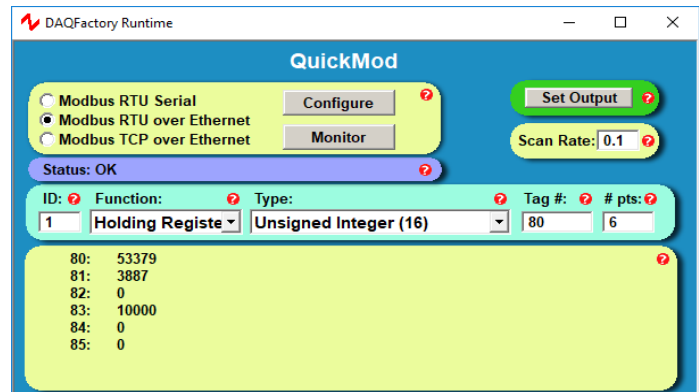 DAQFactory Runtime
QuickMod
Modbus RTU Serial
Modbus RTU over Ethernet
Modbus TCP over Ethernet
Configure
Monitor
?
Set Output ?
Scan Rate: 0.1 ?
Status: OK ?
ID: ? Function: ? Type: ? Tag #: ? # pts: ?
1 Holding Registe Unsigned Integer (16) 80 6
80: 53379 ?
81: 3887
82: 0
83: 10000
84: 0
85: 0